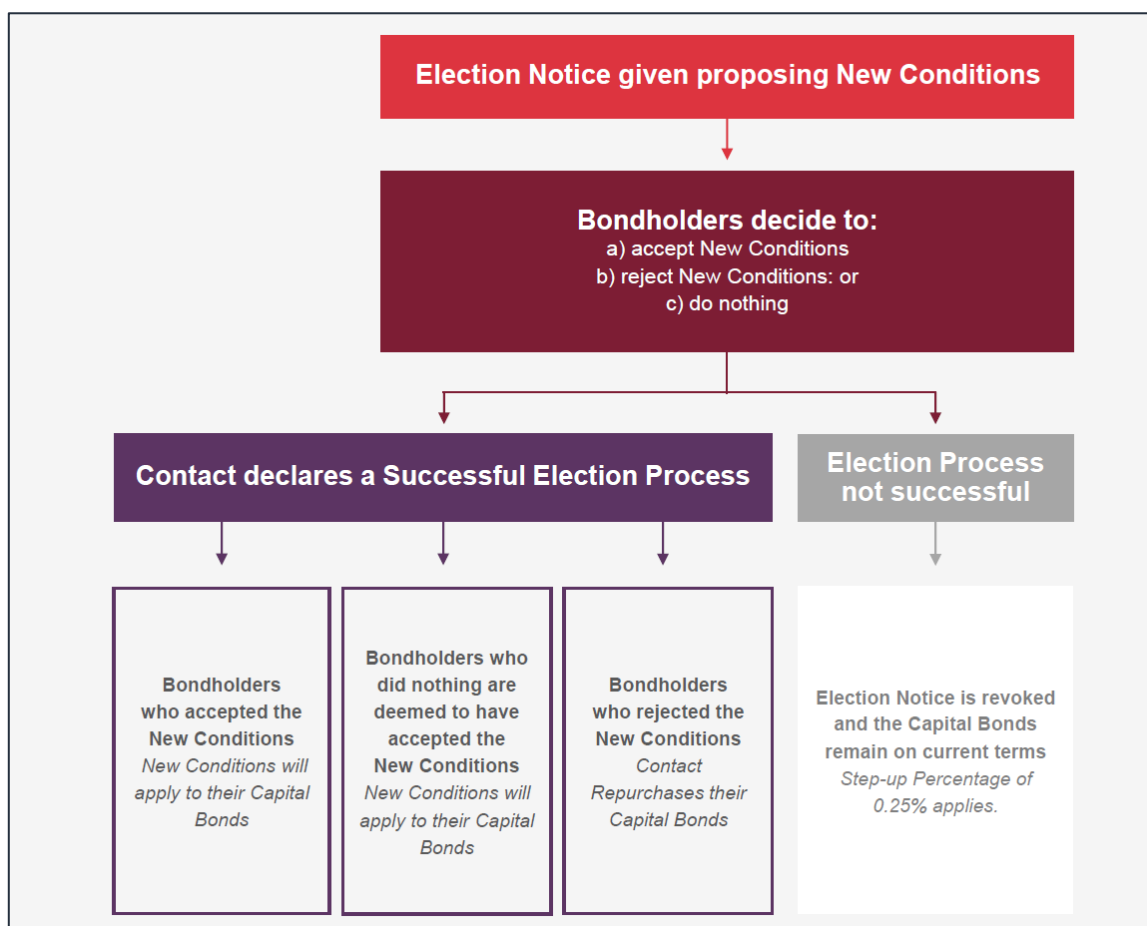 Election Notice given proposing New Conditions
Bondholders decide to:
a) accept New Conditions
b) reject New Conditions: or
c) do nothing
Contact declares a Successful Election Process
Election Process
not successful
Bondholders
who accepted the
New Conditions
New Conditions will
apply to their Capital
Bonds
Bondholders who
did nothing are
deemed to have
accepted the
New Conditions
New Conditions will
apply to their Capital
Bonds
Bondholders
who rejected the
New Conditions
Contact
Repurchases their
Capital Bonds
Election Notice is revoked
and the Capital Bonds
remain on current terms
Step-up Percentage of
0.25% applies.